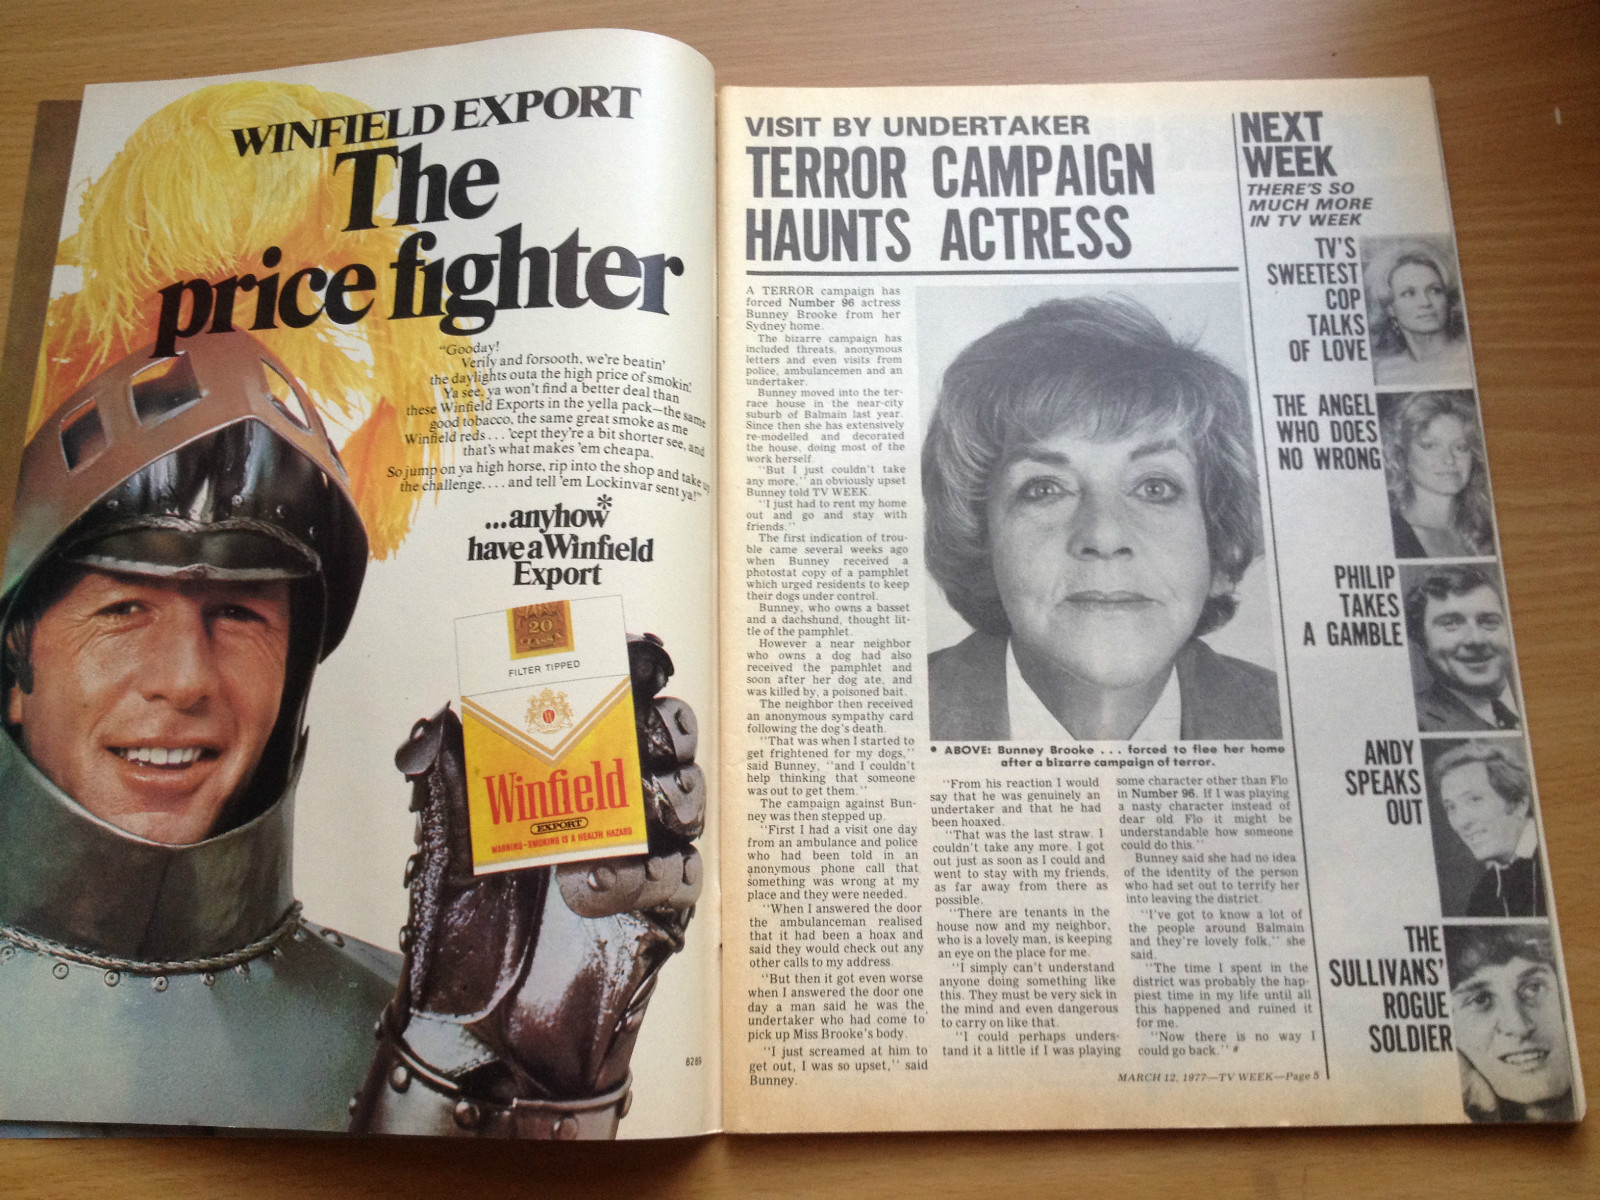 WINFIELD EXPORT
The
price fighter
"Gooday!
Verily and forsooth, we're beatin'
the daylights outa the high price of smokin'.
Ya see, ya won't find a better deal than
these Winfield Exports in the yella pack—the same
good tobacco, the same great smoke as me
Winfield reds... 'cept they're a bit shorter see, and
that's what makes 'em cheapa.
So jump on ya high horse, rip into the shop and take up
the challenge.... and tell 'em Lockinvar sent ya!"
...anyhow*
have a Winfield
Export
20
FILTER TIPPED
Winfield
EXPORT
WARNING—SMOKING IS A HEALTH HAZARD
8289
VISIT BY UNDERTAKER
TERROR CAMPAIGN
HAUNTS ACTRESS
A TERROR campaign has
forced Number 96 actress
Bunney Brooke from her
Sydney home.
The bizarre campaign has
included threats, anonymous
letters and even visits from
police, ambulancemen and an
undertaker.
Bunney moved into the ter-
race house in the near-city
suburb of Balmain last year.
Since then she has extensively
re-modelled and decorated
the house, doing most of the
work herself.
"But I just couldn't take
any more," an obviously upset
Bunney told TV WEEK.
"I just had to rent my home
out and go and stay with
friends."
The first indication of trou-
ble came several weeks ago
when Bunney received a
photostat copy of a pamphlet
which urged residents to keep
their dogs under control.
Bunney, who owns a basset
and a dachshund, thought lit-
tle of the pamphlet.
However a near neighbor
who owns a dog had also
received the pamphlet and
soon after her dog ate, and
was killed by, a poisoned bait.
The neighbor then received
an anonymous sympathy card
following the dog's death.
"That was when I started to
get frightened for my dogs,"
said Bunney, "and I couldn't
help thinking that someone
was out to get them."
The campaign against Bun-
ney was then stepped up.
"First I had a visit one day
from an ambulance and police
who had been told in an
anonymous phone call that
something was wrong at my
place and they were needed.
"When I answered the door
the ambulanceman realised
that it had been a hoax and
said they would check out any
other calls to my address.
"But then it got even worse
when I answered the door one
day a man said he was the
undertaker who had come to
pick up Miss Brooke's body.
"I just screamed at him to
get out, I was so upset," said
Bunney.
• ABOVE: Bunney Brooke . . . forced to flee her home
after a bizarre campaign of terror.
"From his reaction I would
say that he was genuinely an
undertaker and that he had
been hoaxed.
"That was the last straw. I
couldn't take any more. I got
out just as soon as I could and
went to stay with my friends,
as far away from there as
possible.
"There are tenants in the
house now and my neighbor,
who is a lovely man, is keeping
an eye on the place for me.
"I simply can't understand
anyone doing something like
this. They must be very sick in
the mind and even dangerous
to carry on like that.
"I could perhaps unders-
tand it a little if I was playing
some character other than Flo
in Number 96. If I was playing
a nasty character instead of
dear old Flo it might be
understandable how someone
could do this."
Bunney said she had no idea
of the identity of the person
who had set out to terrify her
into leaving the district.
"I've got to know a lot of
the people around Balmain
and they're lovely folk," she
said.
"The time I spent in the
district was probably the hap-
piest time in my life until all
this happened and ruined it
for me.
"Now there is no way I
could go back." #
MARCH 12, 1977—TV WEEK—Page 5
NEXT
WEEK
THERE'S SO
MUCH MORE
IN TV WEEK
TV'S
SWEETEST
COP
TALKS
OF LOVE
THE ANGEL
WHO DOES
NO WRONG
PHILIP
TAKES
A GAMBLE
ANDY
SPEAKS
OUT
THE
SULLIVANS'
ROGUE
SOLDIER